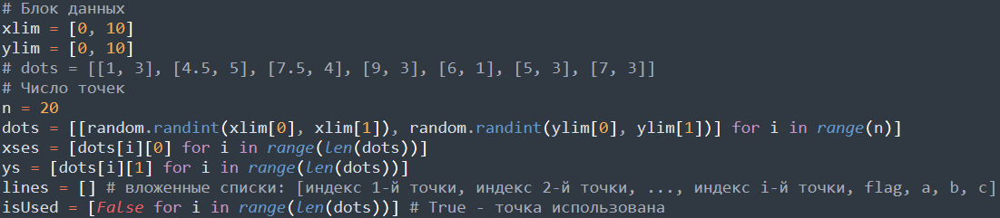 # Блок данных
xlim = [0, 10]
ylim = [0, 10]
# dots = [[1, 3], [4.5, 5], [7.5, 4], [9, 3], [6, 1], [5, 3], [7, 3]]
# Число точек
n = 20
dots = [[random.randint(xlim[0], xlim[1]), random.randint(ylim[0], ylim[1])] for i in range(n)]
xses = [dots[i][0] for i in range(len(dots))]
ys = [dots[i][1] for i in range(len(dots))]
lines = [] # вложенные списки: [индекс 1-й точки, индекс 2-й точки, ..., индекс i-й точки, flag, a, b, c]
isUsed = [False for i in range(len(dots))] # True - точка использована